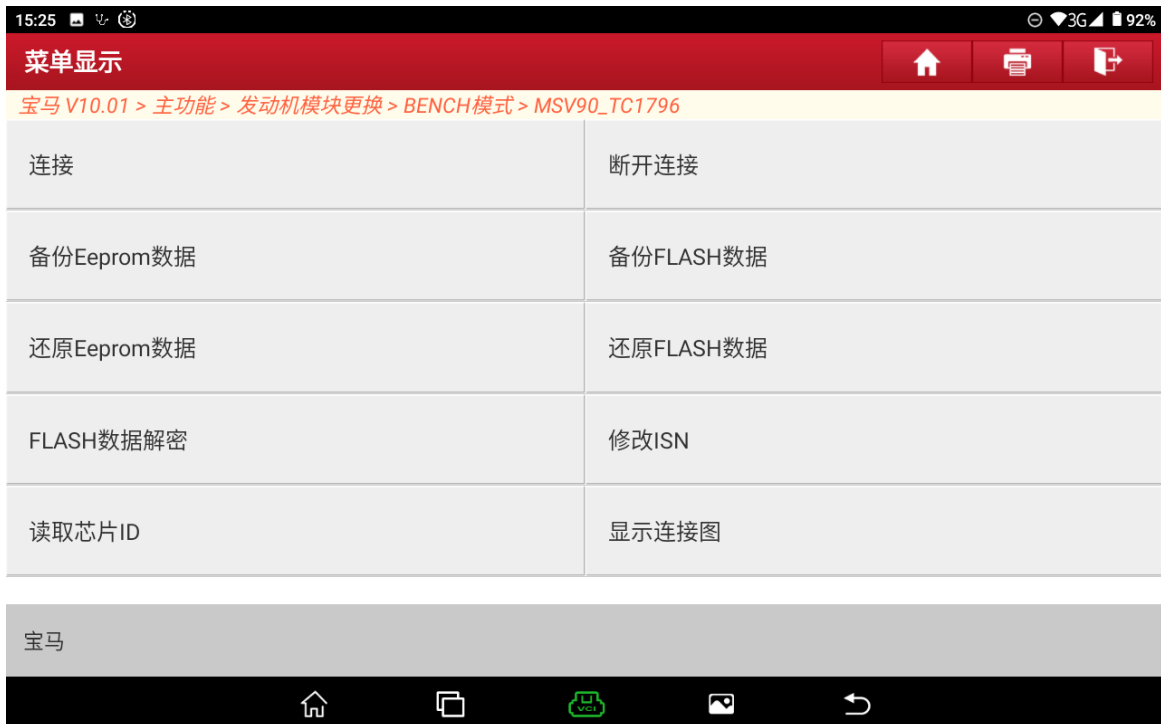 15:25 3G 92%
菜单显示
宝马 V10.01 > 主功能 > 发动机模块更换 > BENCH模式 > MSV90_TC1796
连接 断开连接
备份Eeprom数据 备份FLASH数据
还原Eeprom数据 还原FLASH数据
FLASH数据解密 修改ISN
读取芯片ID 显示连接图
宝马
VCI